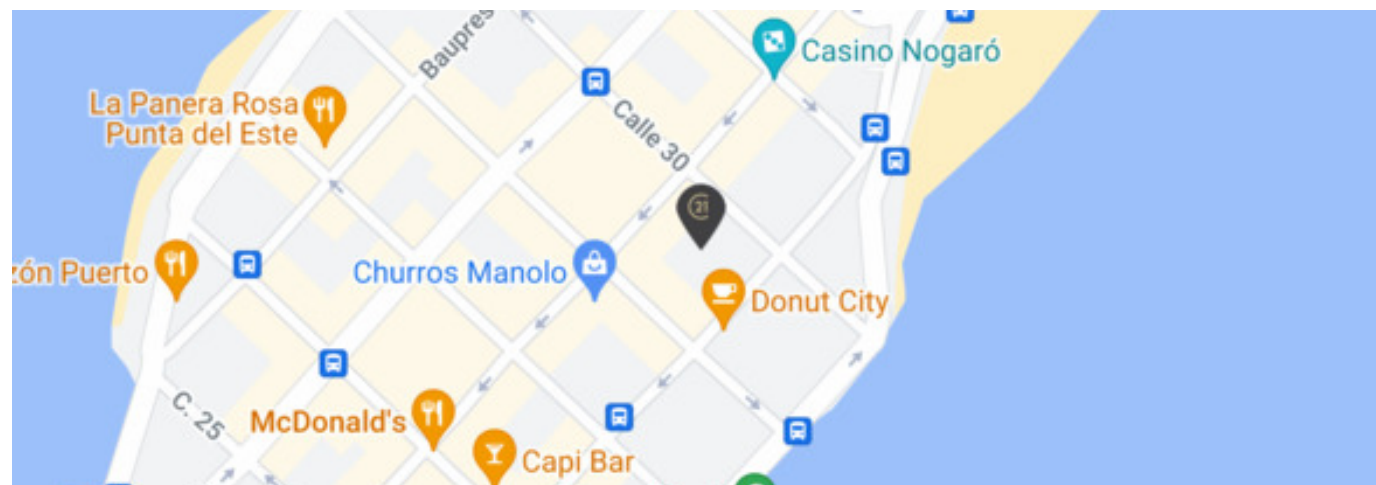 Baupres
Casino Nogaró
La Panera Rosa
Punta del Este
Calle 30
21
zón Puerto
Churros Manolo
Donut City
C. 25
McDonald's
Capi Bar